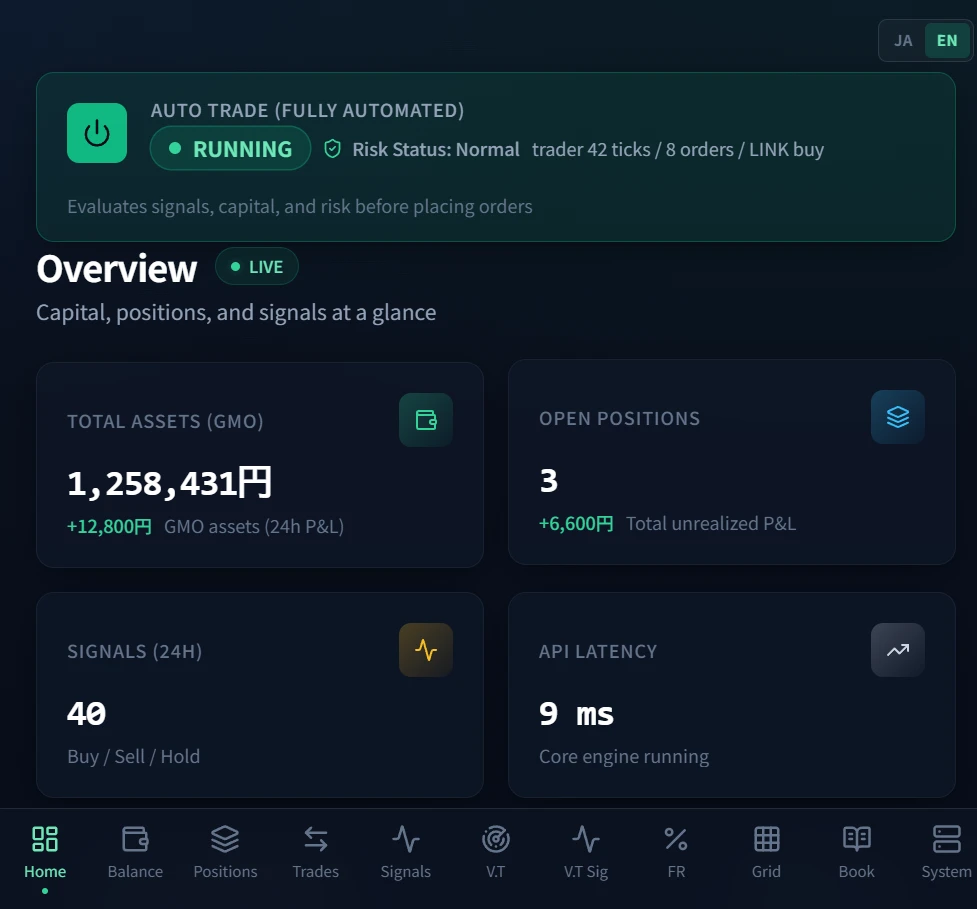 JA EN
AUTO TRADE (FULLY AUTOMATED)
RUNNING Risk Status: Normal trader 42 ticks / 8 orders / LINK buy
Evaluates signals, capital, and risk before placing orders
Overview LIVE
Capital, positions, and signals at a glance
TOTAL ASSETS (GMO)
1,258,431円
+12,800円 GMO assets (24h P&L)
OPEN POSITIONS
3
+6,600円 Total unrealized P&L
SIGNALS (24H)
40
Buy / Sell / Hold
API LATENCY
9 ms
Core engine running
Home Balance Positions Trades Signals V.T V.T Sig FR Grid Book System